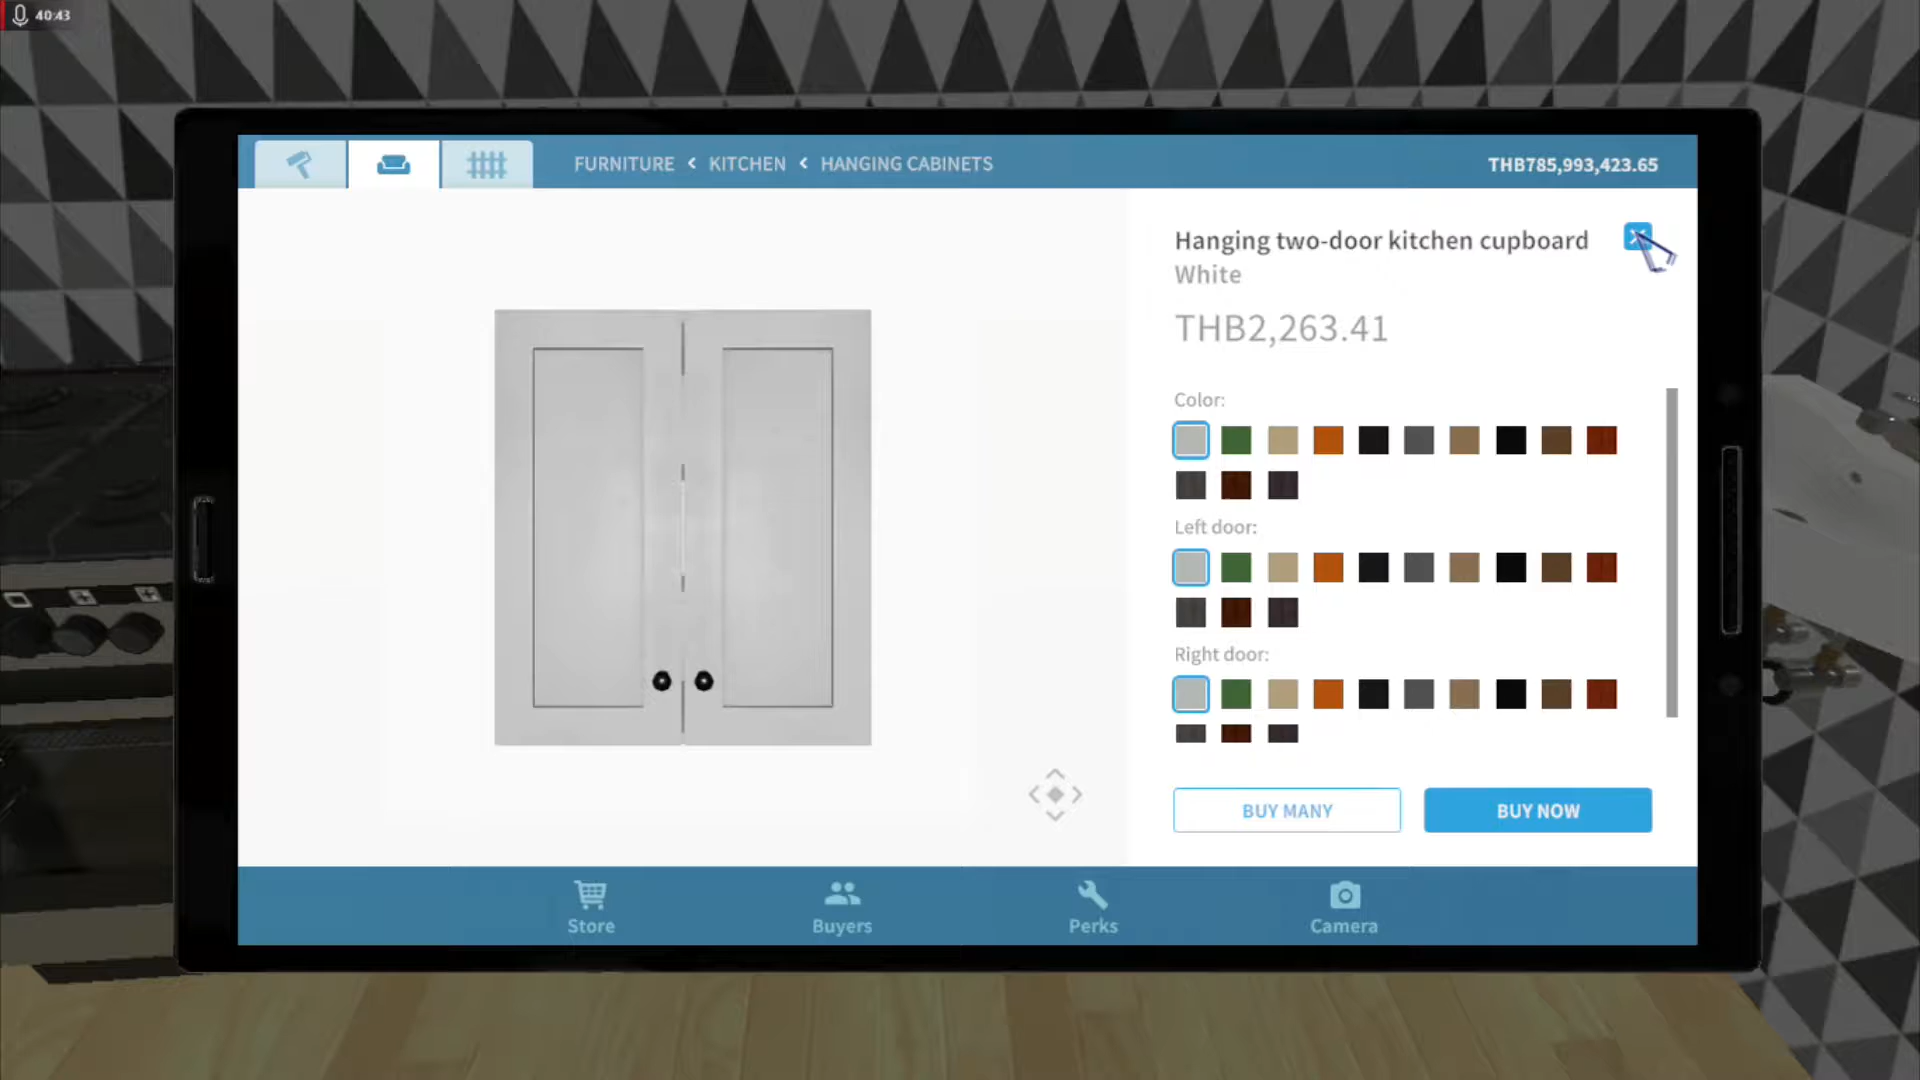 40:43
FURNITURE < KITCHEN < HANGING CABINETS
THB785,993,423.65
Hanging two-door kitchen cupboard
White
THB2,263.41
Color:
Left door:
Right door:
BUY MANY
BUY NOW
Store
Buyers
Perks
Camera